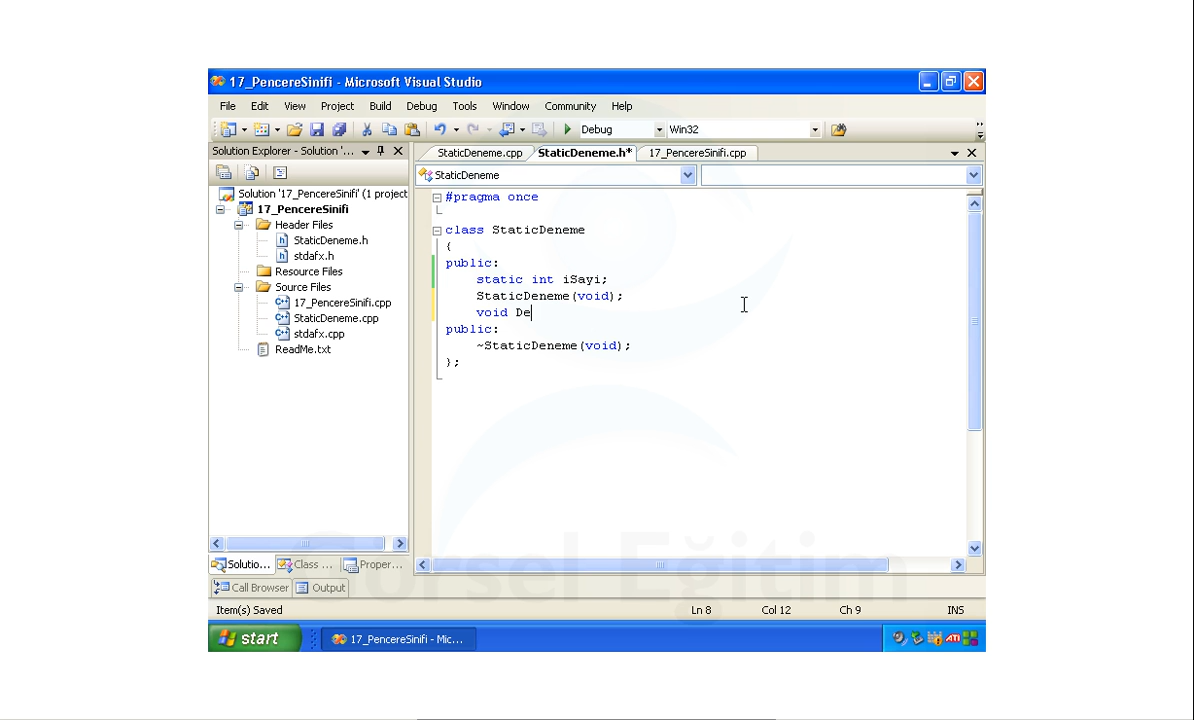 17_PencereSinifi - Microsoft Visual Studio
File Edit View Project Build Debug Tools Window Community Help
Debug Win32
Solution Explorer - Solution '...
StaticDeneme.cpp StaticDeneme.h* 17_PencereSinifi.cpp
StaticDeneme
Solution '17_PencereSinifi' (1 project
17_PencereSinifi
Header Files
StaticDeneme.h
stdafx.h
Resource Files
Source Files
17_PencereSinifi.cpp
StaticDeneme.cpp
stdafx.cpp
ReadMe.txt
#pragma once
class StaticDeneme
{
public:
static int iSayi;
StaticDeneme(void);
void De
public:
~StaticDeneme(void);
};
Solutio... Class ... Proper...
Call Browser Output
Görsel Eğitim
Item(s) Saved Ln 8 Col 12 Ch 9 INS
start 17_PencereSinifi - Mic... ATI